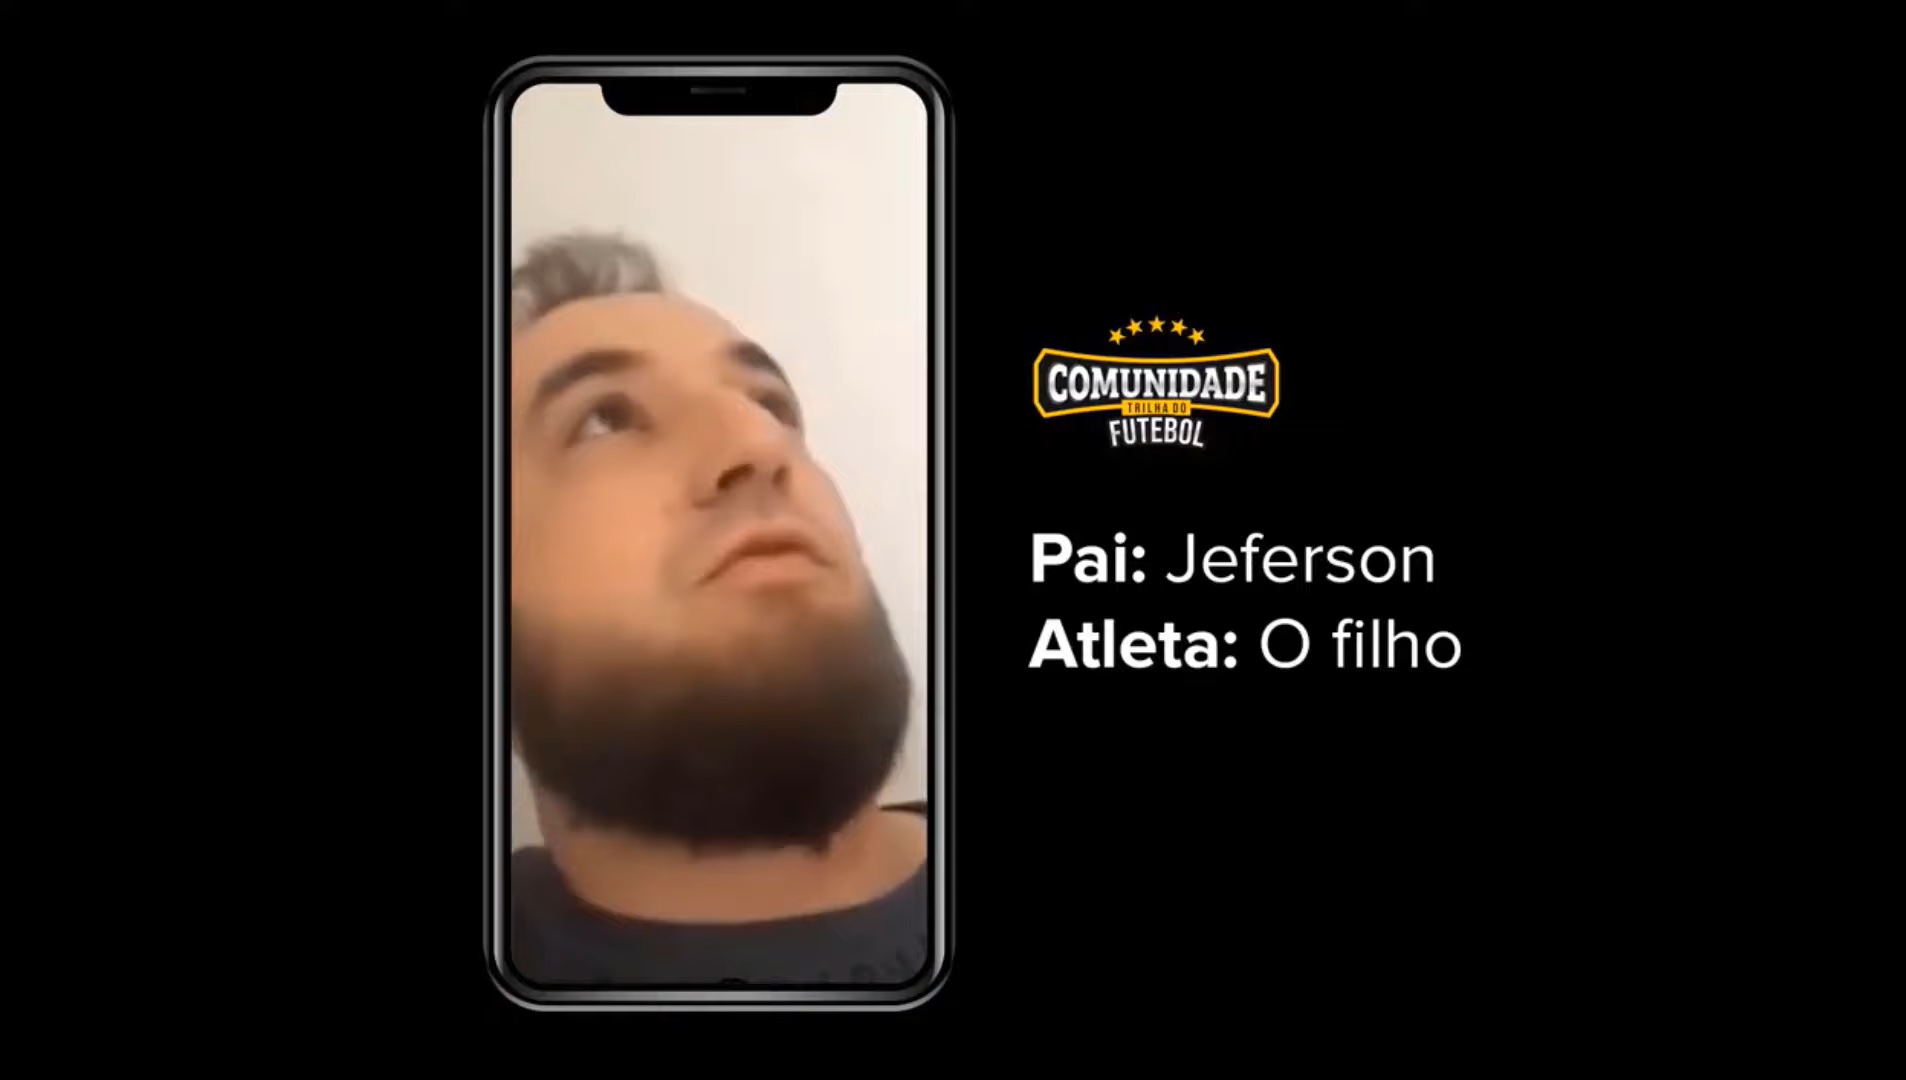 COMUNIDADE
TRILHA DO
FUTEBOL
Pai: Jeferson
Atleta: O filho